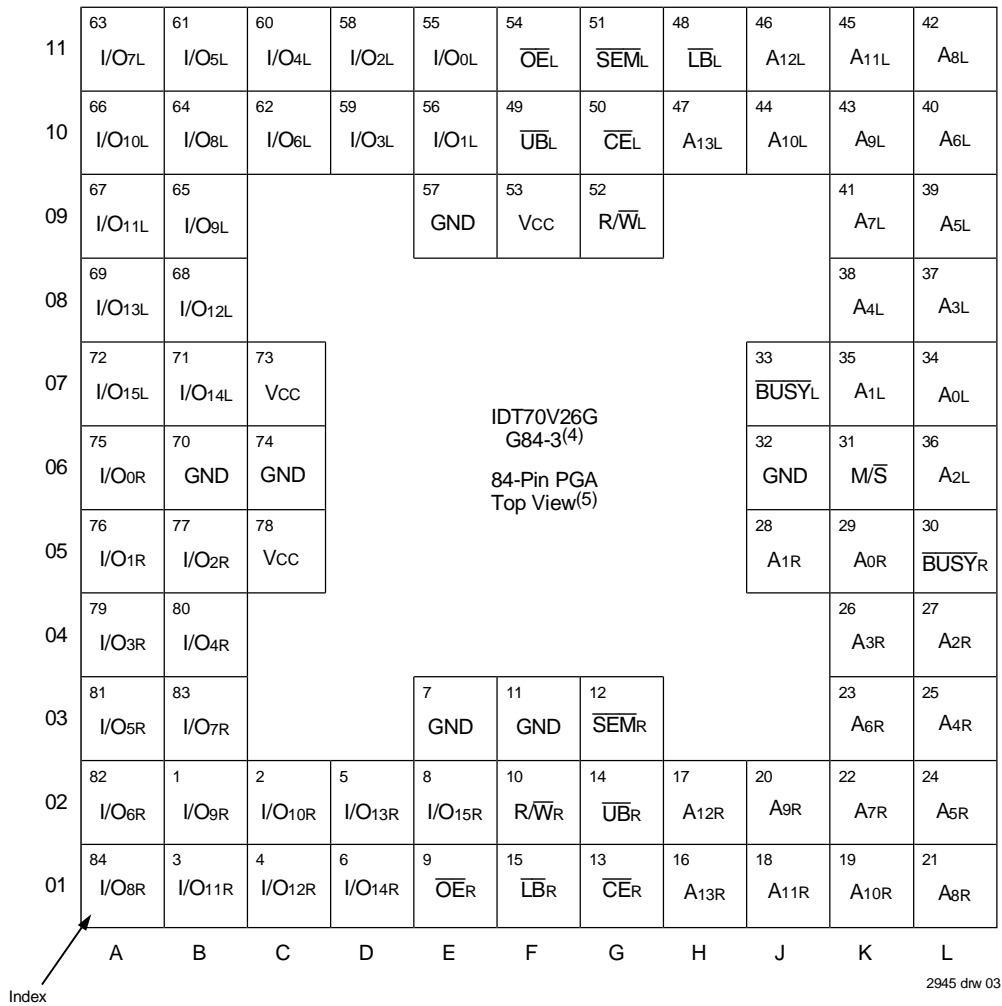 63 61 60 58 55 54 51 48 46 45 42
11 I/O7L I/O5L I/O4L I/O2L I/O0L OEL SEML LBL A12L A11L A8L
66 64 62 59 56 49 50 47 44 43 40
10 I/O10L I/O8L I/O6L I/O3L I/O1L UBL CEL A13L A10L A9L A6L
67 65 57 53 52 41 39
09 I/O11L I/O9L GND VCC R/WL A7L A5L
69 68 38 37
08 I/O13L I/O12L A4L A3L
72 71 73 33 35 34
07 I/O15L I/O14L VCC BUSYL A1L A0L
IDT70V26G
G84-3(4)
75 70 74 32 31 36
06 I/O0R GND GND GND M/S A2L
84-Pin PGA
Top View(5)
76 77 78 28 29 30
05 I/O1R I/O2R VCC A1R A0R BUSYR
79 80 26 27
04 I/O3R I/O4R A3R A2R
81 83 7 11 12 23 25
03 I/O5R I/O7R GND GND SEMR A6R A4R
82 1 2 5 8 10 14 17 20 22 24
02 I/O6R I/O9R I/O10R I/O13R I/O15R R/WR UBR A12R A9R A7R A5R
84 3 4 6 9 15 13 16 18 19 21
01 I/O8R I/O11R I/O12R I/O14R OER LBR CER A13R A11R A10R A8R
A B C D E F G H J K L
Index
2945 drw 03